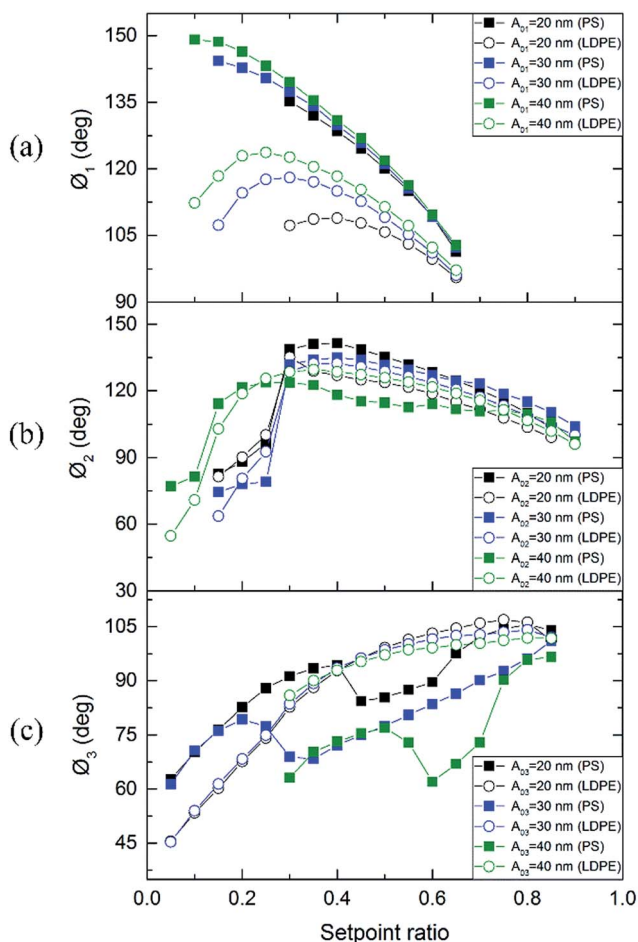 (a)
Ø1 (deg)
150
135
120
105
90
A01=20 nm (PS)
A01=20 nm (LDPE)
A01=30 nm (PS)
A01=30 nm (LDPE)
A01=40 nm (PS)
A01=40 nm (LDPE)
(b)
Ø2 (deg)
150
120
90
60
30
A02=20 nm (PS)
A02=20 nm (LDPE)
A02=30 nm (PS)
A02=30 nm (LDPE)
A02=40 nm (PS)
A02=40 nm (LDPE)
(c)
Ø3 (deg)
105
90
75
60
45
A03=20 nm (PS)
A03=20 nm (LDPE)
A03=30 nm (PS)
A03=30 nm (LDPE)
A03=40 nm (PS)
A03=40 nm (LDPE)
0.0 0.2 0.4 0.6 0.8 1.0
Setpoint ratio